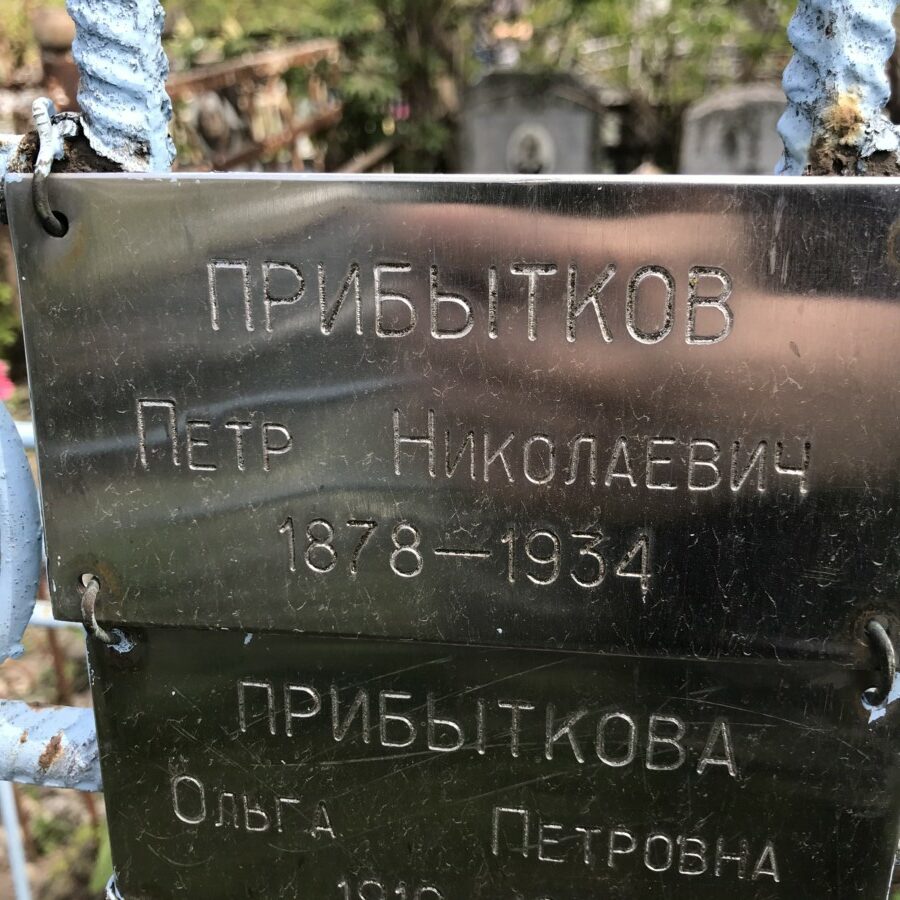 ПРИБЫТКОВ
Петр Николаевич
1878—1934
ПРИБЫТКОВА
Ольга Петровна